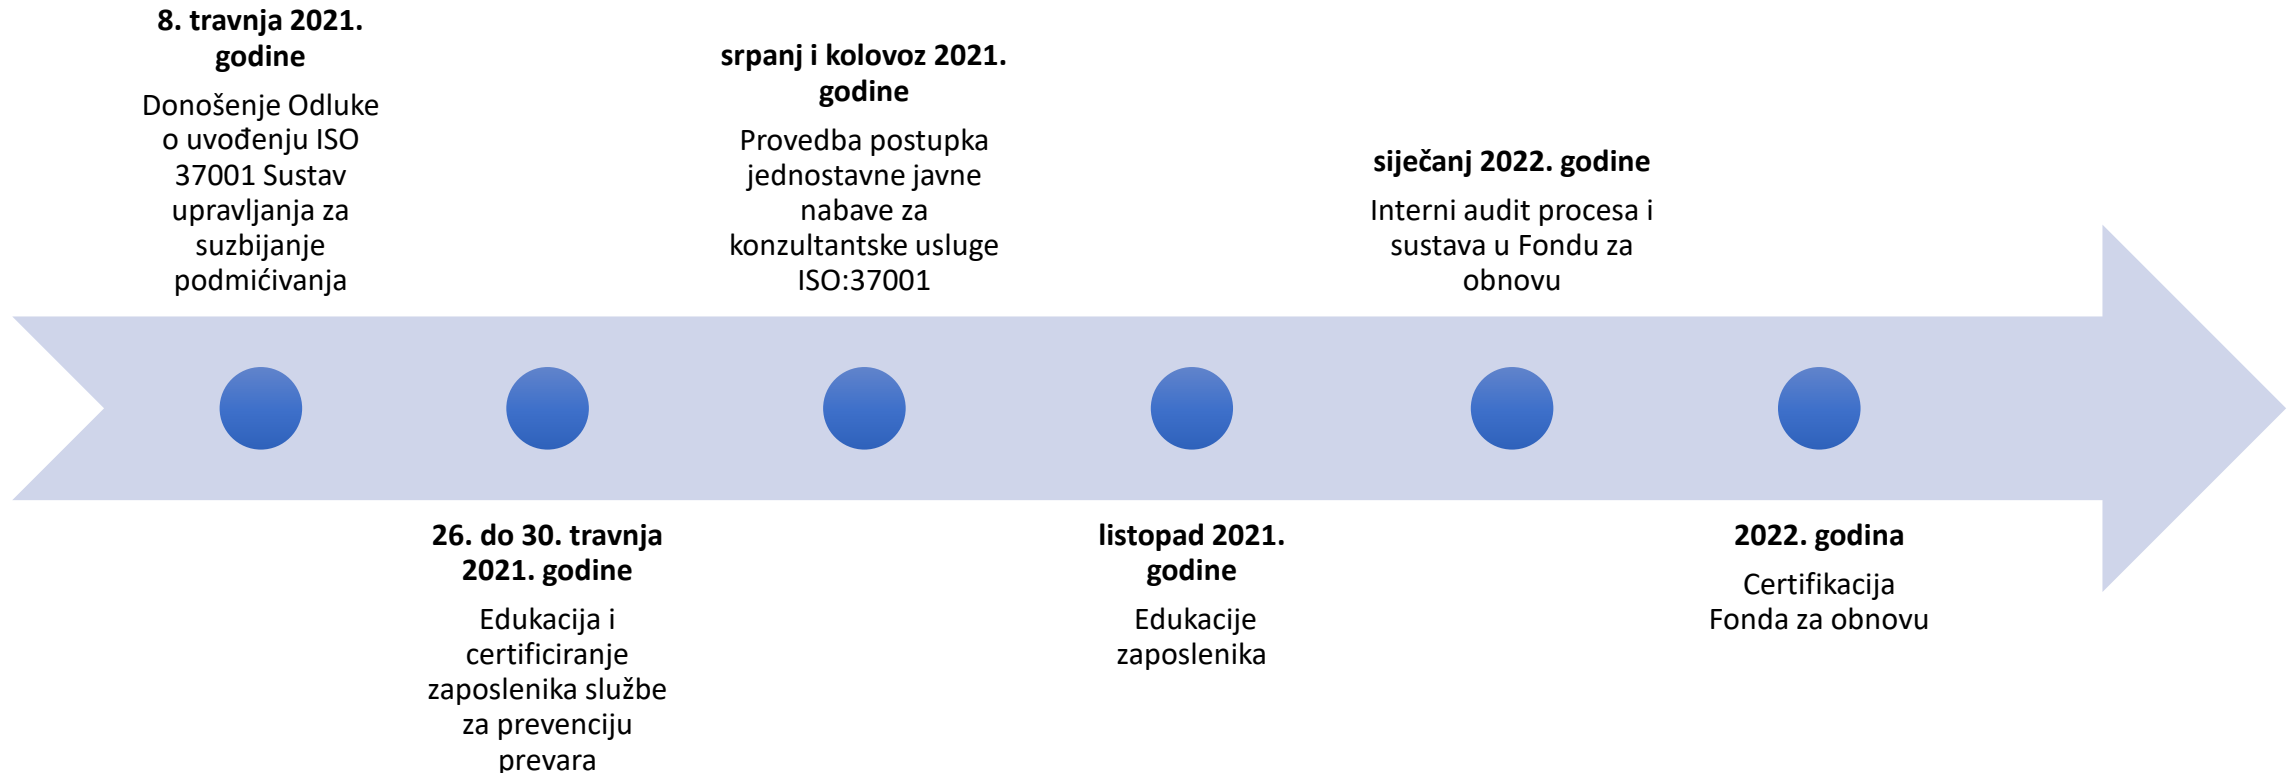 8. travnja 2021.
godine
Donošenje Odluke
o uvođenju ISO
37001 Sustav
upravljanja za
suzbijanje
podmićivanja
26. do 30. travnja
2021. godine
Edukacija i
certificiranje
zaposlenika službe
za prevenciju
prevara
srpanj i kolovoz 2021.
godine
Provedba postupka
jednostavne javne
nabave za
konzultantske usluge
ISO:37001
listopad 2021.
godine
Edukacije
zaposlenika
siječanj 2022. godine
Interni audit procesa i
sustava u Fondu za
obnovu
2022. godina
Certifikacija
Fonda za obnovu